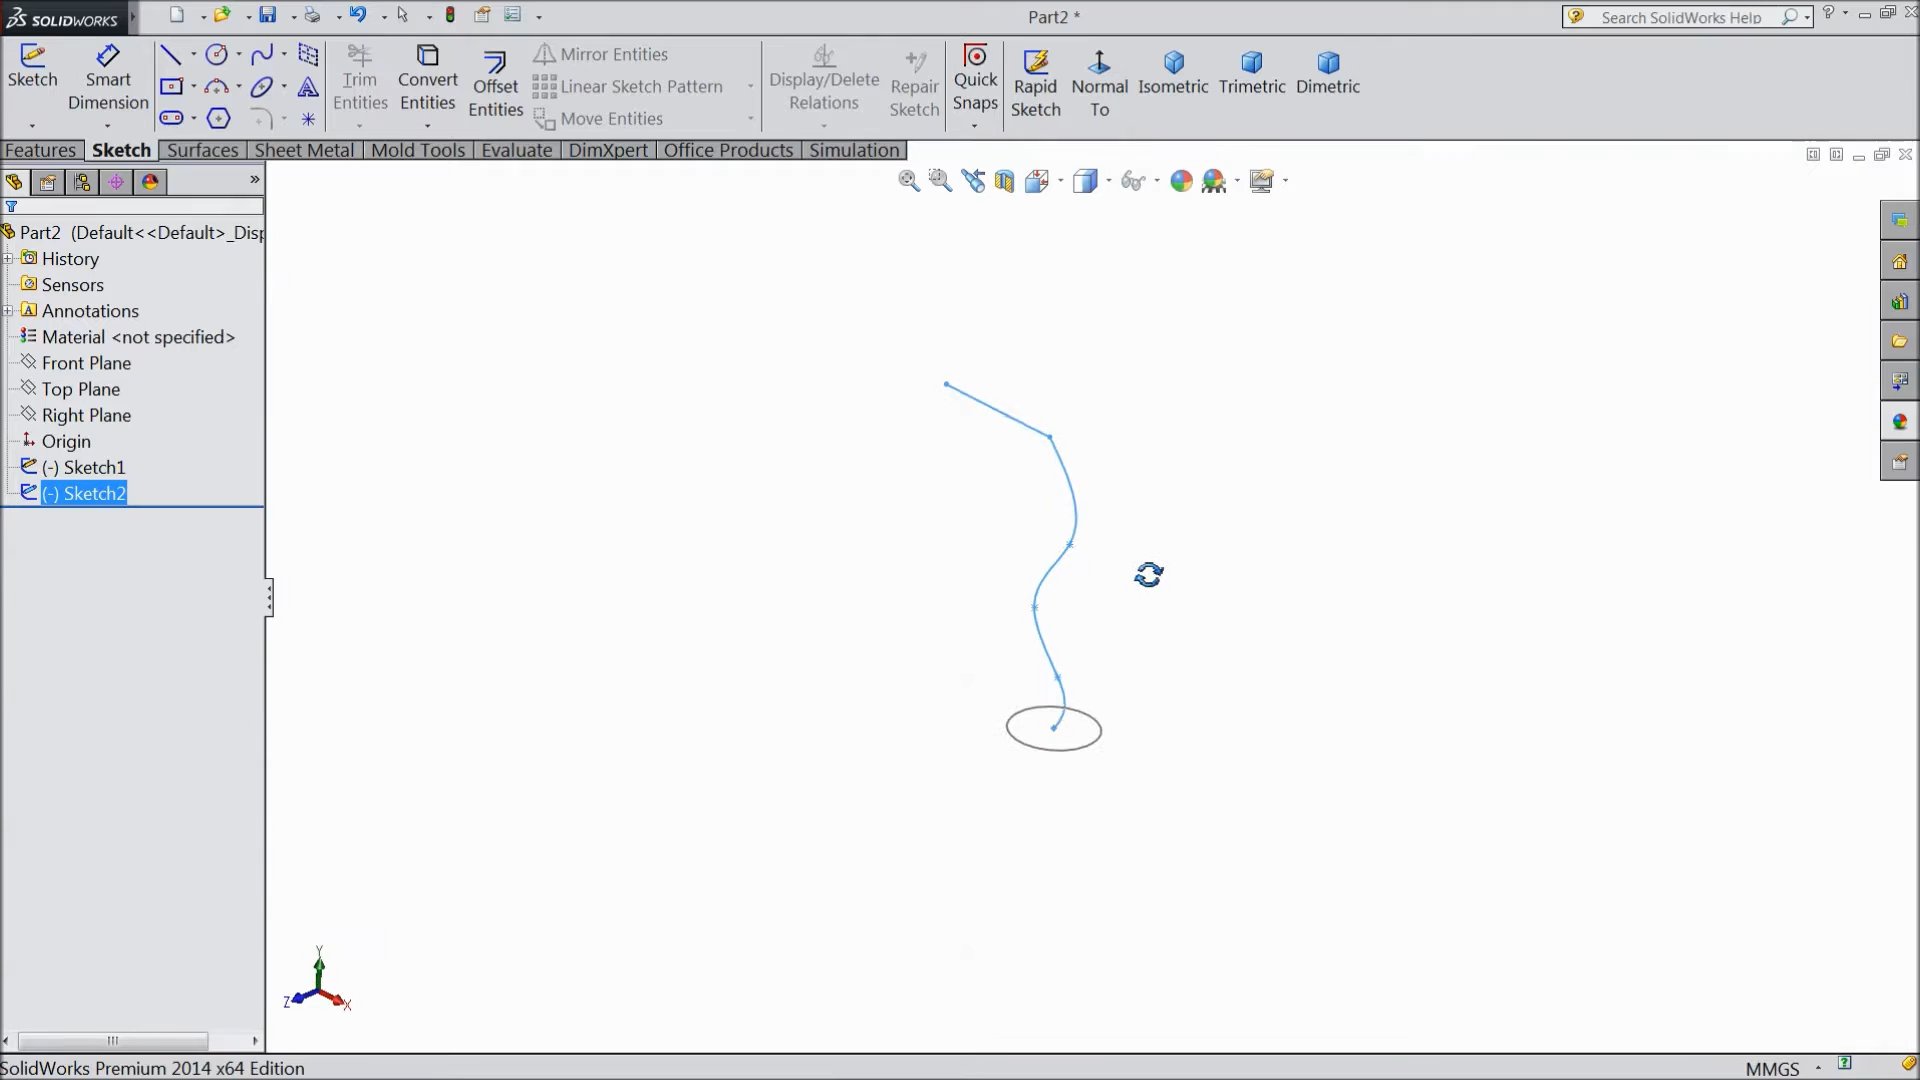 SOLIDWORKS
Part2 *
Search SolidWorks Help
Sketch
Smart Dimension
Trim Entities
Convert Entities
Offset Entities
Mirror Entities
Linear Sketch Pattern
Move Entities
Display/Delete Relations
Repair Sketch
Quick Snaps
Rapid Sketch
Normal To
Isometric
Trimetric
Dimetric
Features
Sketch
Surfaces
Sheet Metal
Mold Tools
Evaluate
DimXpert
Office Products
Simulation
Part2 (Default<<Default>_Disp
History
Sensors
Annotations
Material <not specified>
Front Plane
Top Plane
Right Plane
Origin
(-) Sketch1
(-) Sketch2
Y
Z
X
SolidWorks Premium 2014 x64 Edition
MMGS